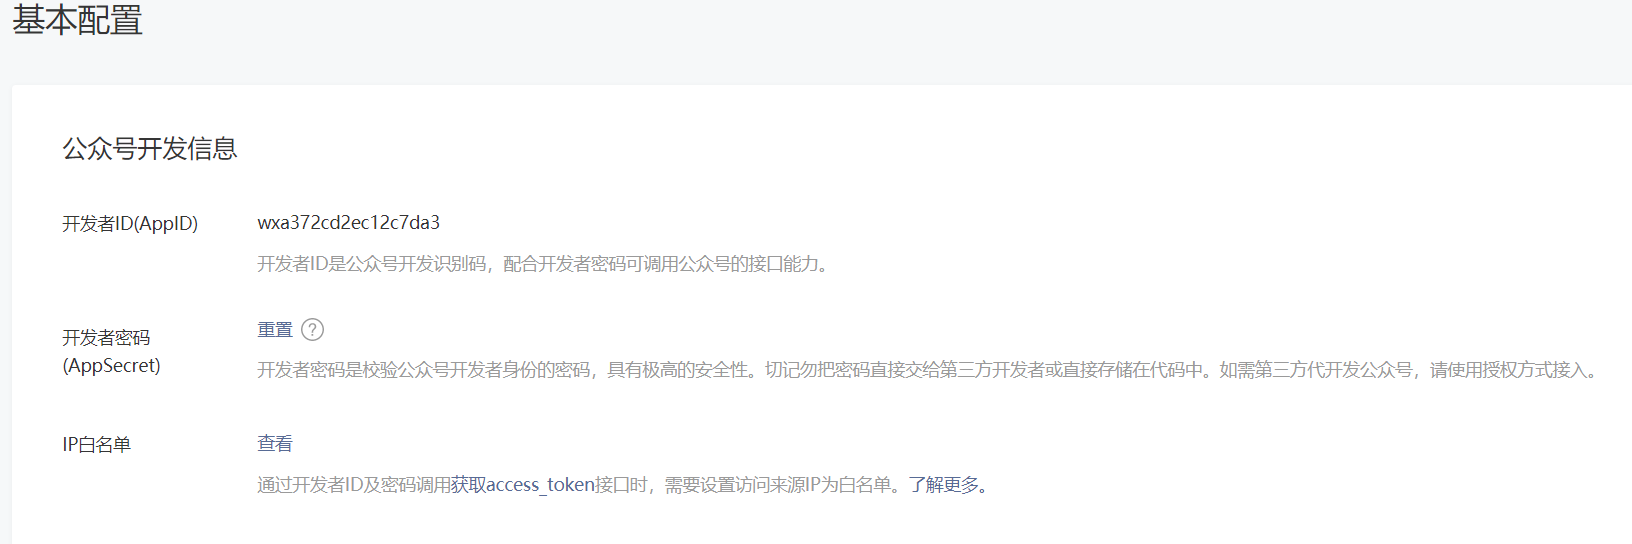 基本配置
公众号开发信息
开发者ID(AppID)
wxa372cd2ec12c7da3
开发者ID是公众号开发识别码，配合开发者密码可调用公众号的接口能力。
开发者密码
(AppSecret)
重置 ?
开发者密码是校验公众号开发者身份的密码，具有极高的安全性。切记勿把密码直接交给第三方开发者或直接存储在代码中。如需第三方代开发公众号，请使用授权方式接入。
IP白名单
查看
通过开发者ID及密码调用获取access_token接口时，需要设置访问来源IP为白名单。了解更多。